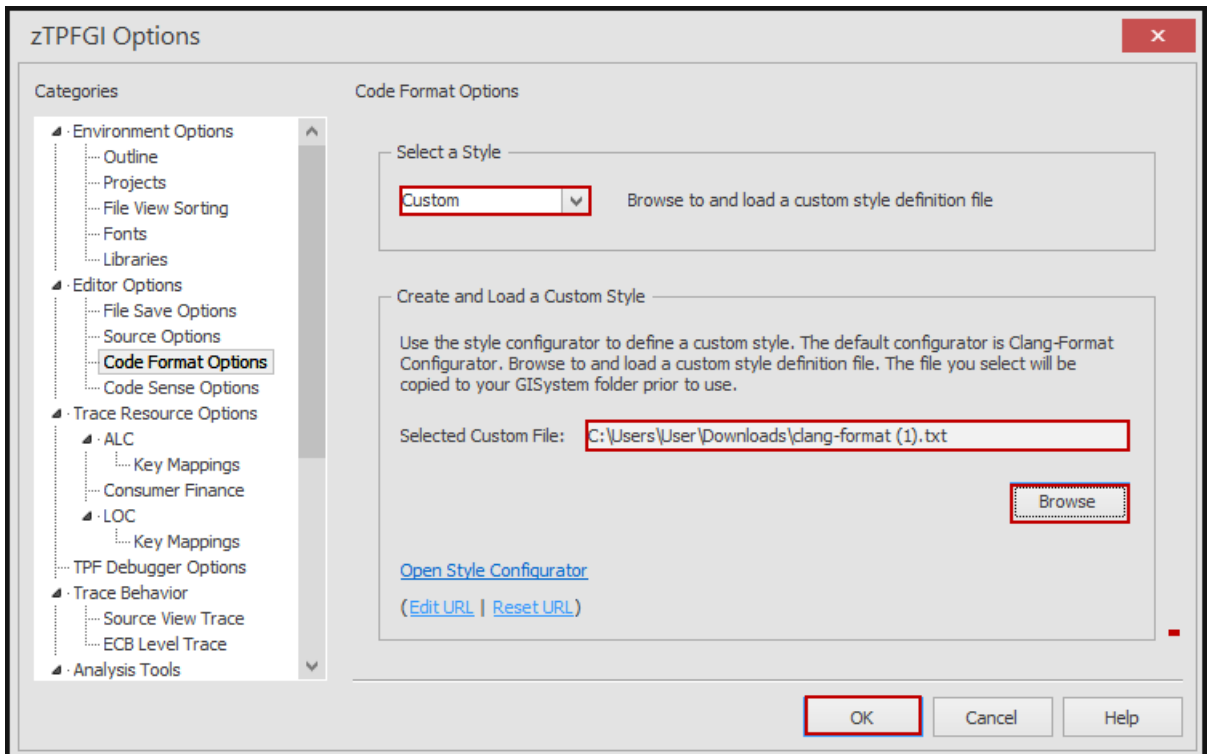 zTPFGI Options
Categories
Environment Options
Outline
Projects
File View Sorting
Fonts
Libraries
Editor Options
File Save Options
Source Options
Code Format Options
Code Sense Options
Trace Resource Options
ALC
Key Mappings
Consumer Finance
LOC
Key Mappings
TPF Debugger Options
Trace Behavior
Source View Trace
ECB Level Trace
Analysis Tools
Code Format Options
Select a Style
Custom
Browse to and load a custom style definition file
Create and Load a Custom Style
Use the style configurator to define a custom style. The default configurator is Clang-Format
Configurator. Browse to and load a custom style definition file. The file you select will be
copied to your GISystem folder prior to use.
Selected Custom File: C:\Users\User\Downloads\clang-format (1).txt
Browse
Open Style Configurator
(Edit URL | Reset URL)
OK Cancel Help